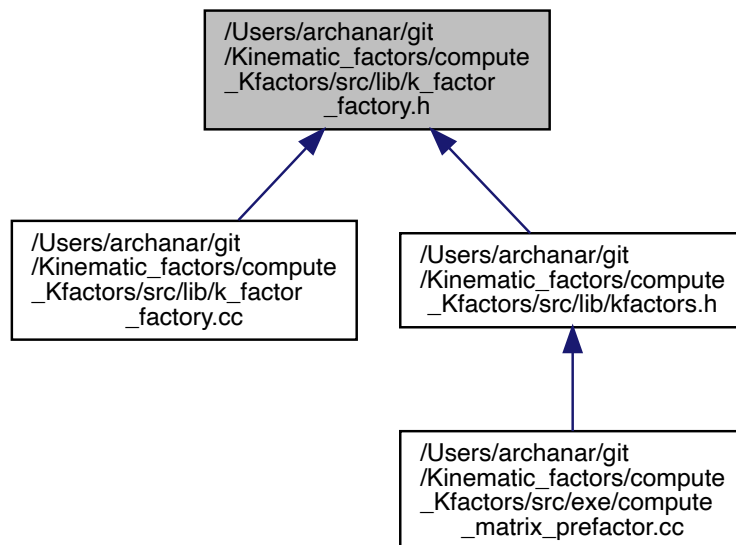 /Users/archanar/git
/Kinematic_factors/compute
_Kfactors/src/lib/k_factor
_factory.h
/Users/archanar/git
/Kinematic_factors/compute
_Kfactors/src/lib/k_factor
_factory.cc
/Users/archanar/git
/Kinematic_factors/compute
_Kfactors/src/lib/kfactors.h
/Users/archanar/git
/Kinematic_factors/compute
_Kfactors/src/exe/compute
_matrix_prefactor.cc